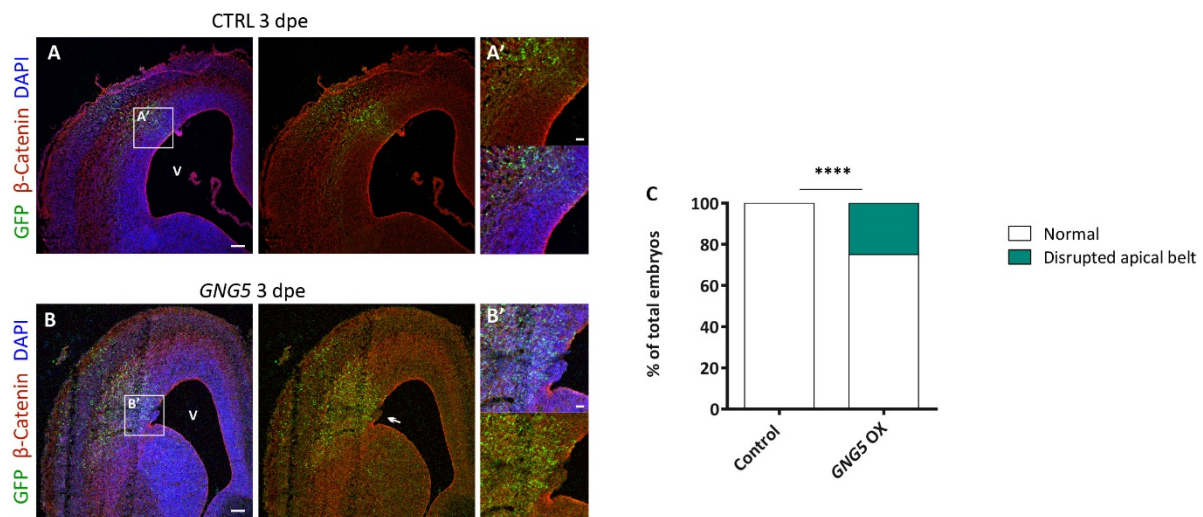 CTRL 3 dpe
GFP β-Catenin DAPI
A
A'
V
A'
GNG5 3 dpe
GFP β-Catenin DAPI
B
B'
V
B'
C
****
% of total embryos
100
80
60
40
20
0
Control
GNG5 OX
Normal
Disrupted apical belt